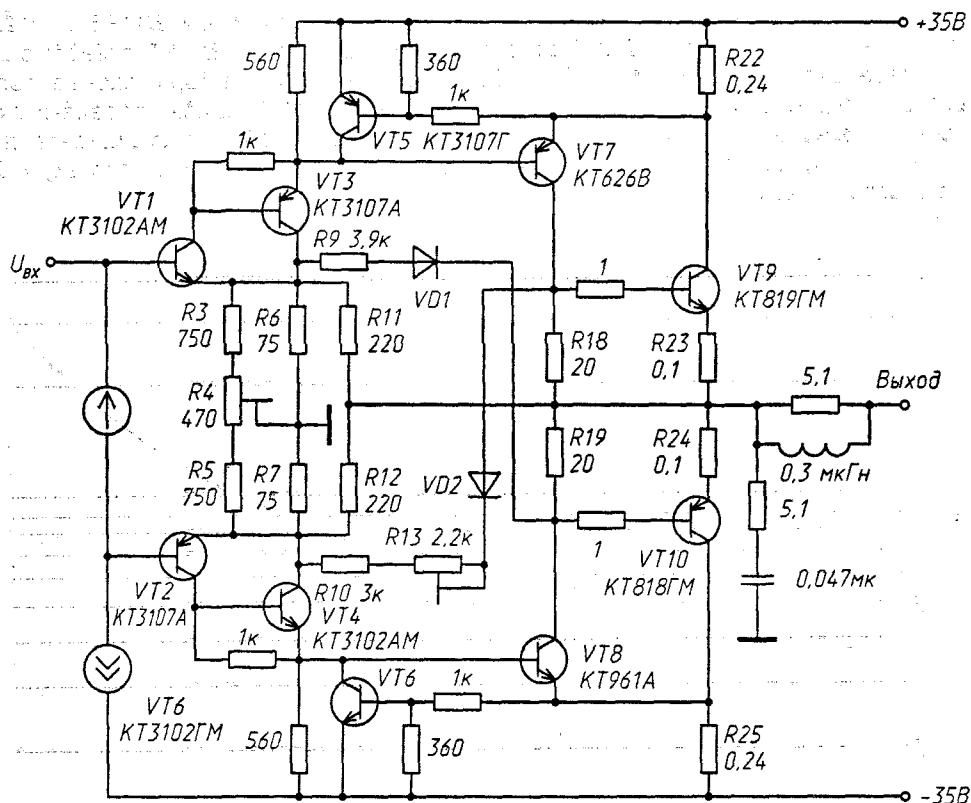 +35В
560
360
R22
0,24
1к
VT5 КТ3107Г
1к
VT7
КТ626В
VT3
КТ3107А
VT1
КТ3102АМ
R9 3,9к
Uвх
VD1
1
VT9
КТ819ГМ
R3
750
R6
75
R11
220
R18
20
R23
0,1
5,1
Выход
R4
470
R19
20
R24
0,1
0,3 мкГн
R5
750
R7
75
R12
220
VD2
5,1
R13 2,2к
1
VT10
КТ818ГМ
0,047мк
VT2
КТ3107А
R10 3к
VT4
КТ3102АМ
1к
VT8
КТ961А
VT6
1к
VT6
КТ3102ГМ
560
360
R25
0,24
-35В